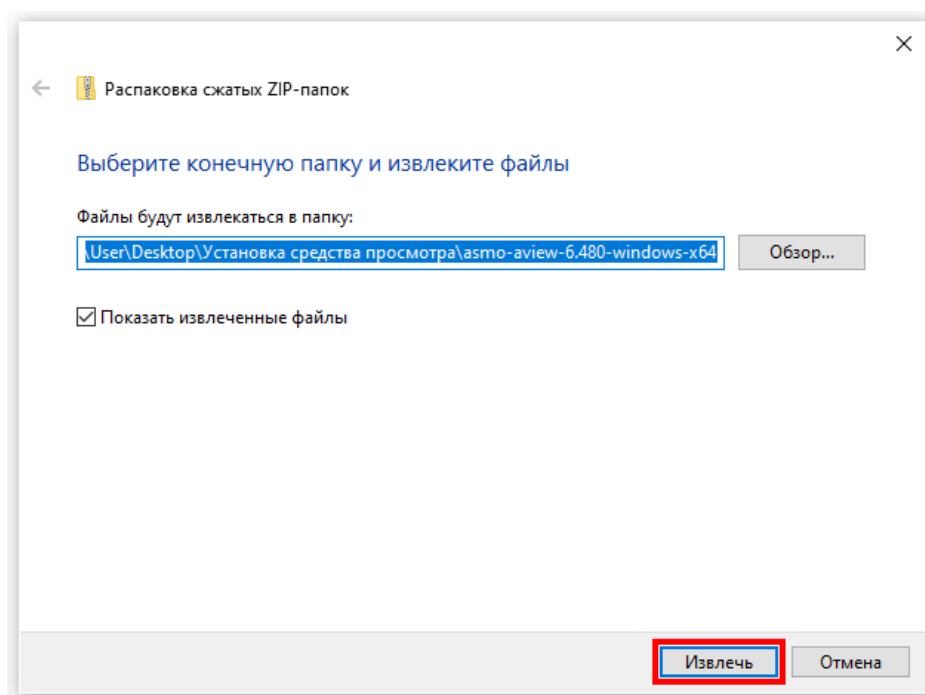 Распаковка сжатых ZIP-папок
Выберите конечную папку и извлеките файлы
Файлы будут извлекаться в папку:
\User\Desktop\Установка средства просмотра\asmo-aview-6.480-windows-x64
Обзор...
Показать извлеченные файлы
Извлечь
Отмена